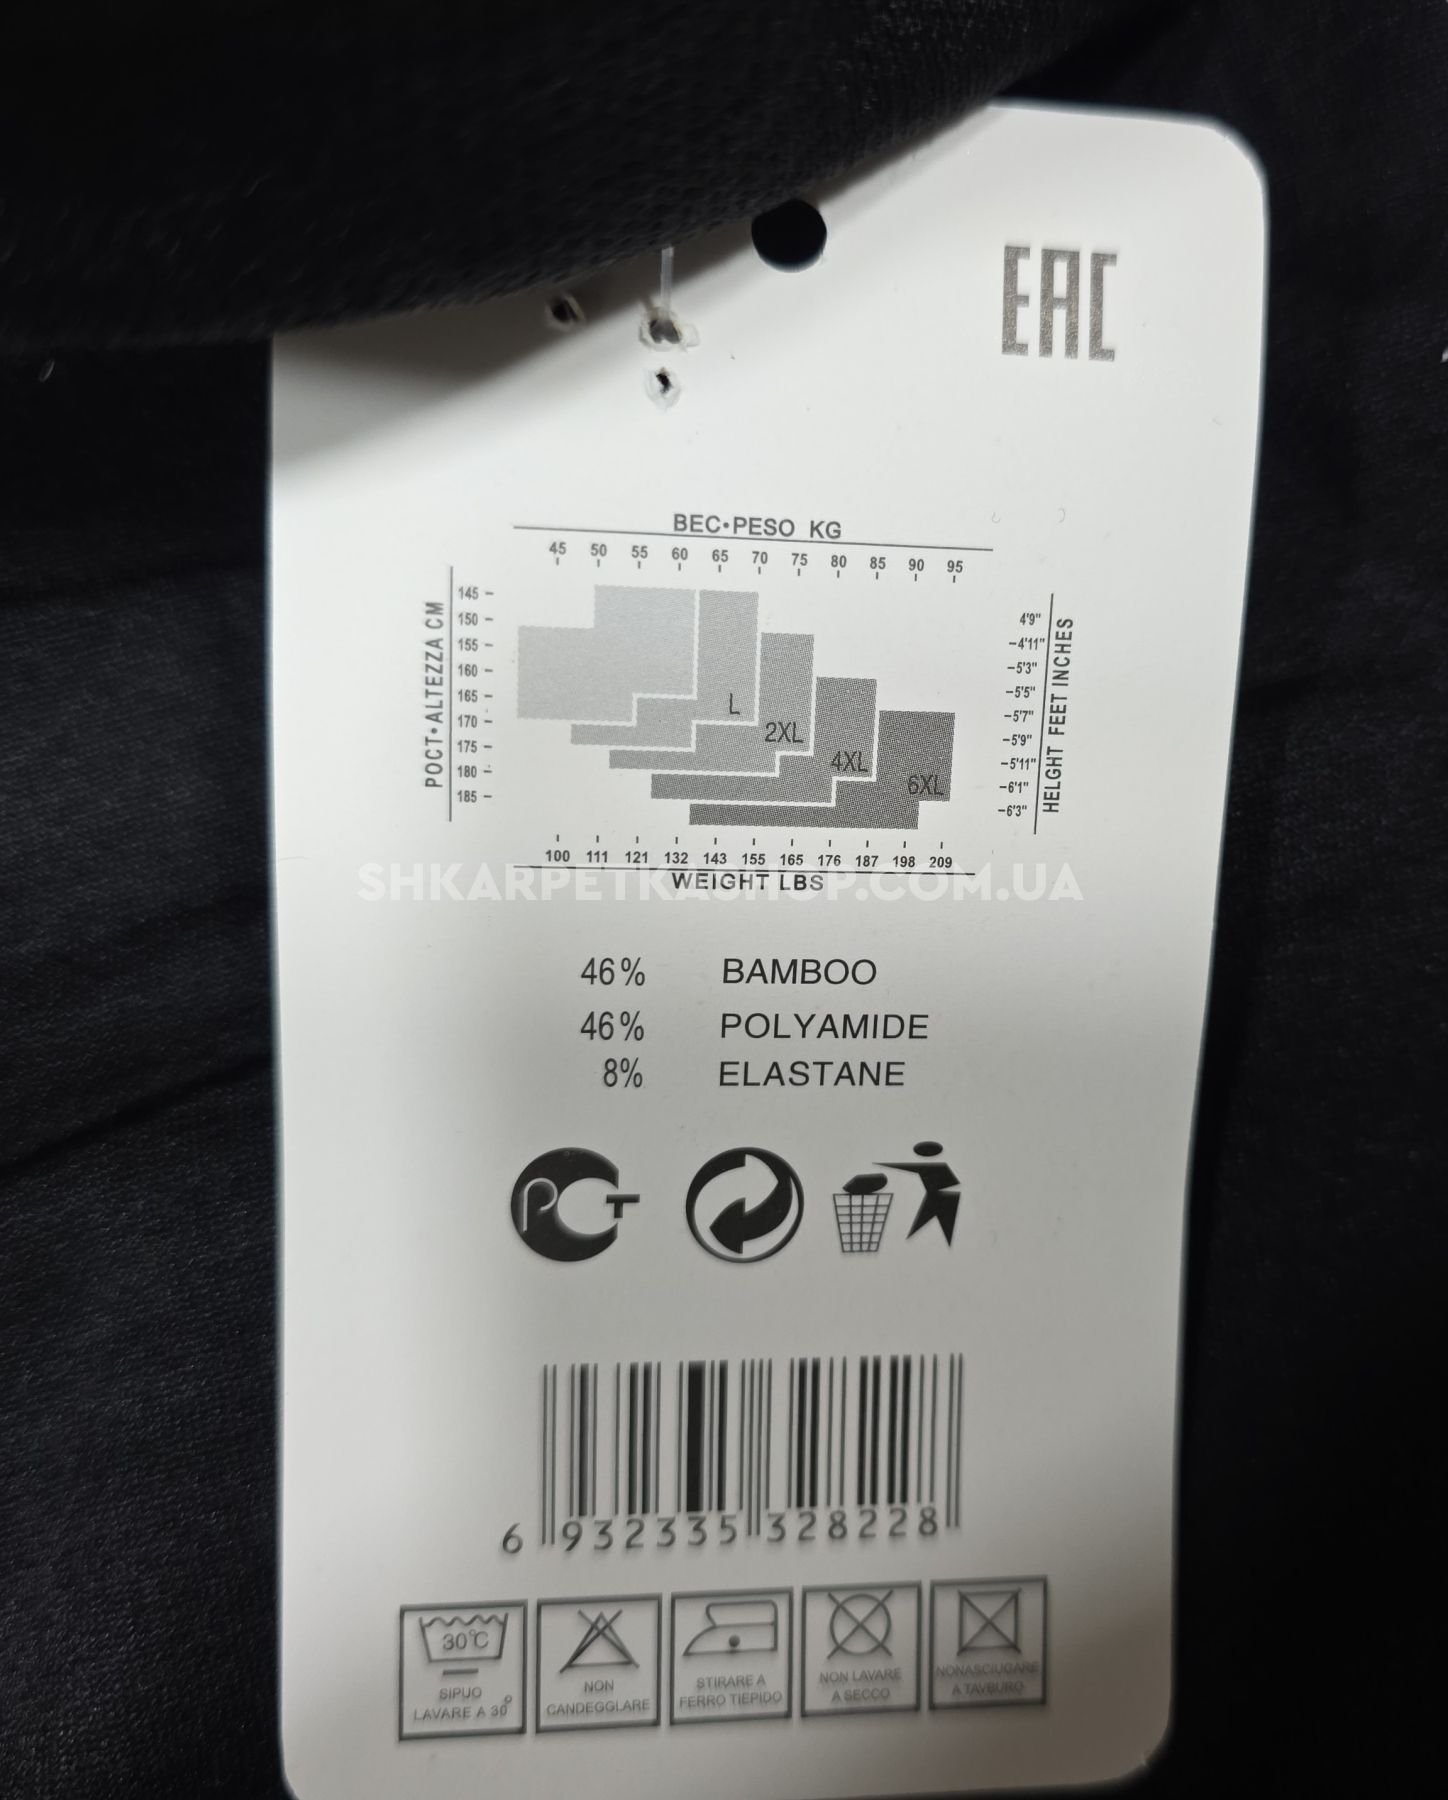 EAC
ВЕС•PESO KG
45 50 55 60 65 70 75 80 85 90 95
РОСТ•ALTEZZA CM
145
150
155
160
165
170
175
180
185
L
2XL
4XL
6XL
4'9"
4'11"
5'3"
5'5"
5'7"
5'9"
5'11"
6'1"
6'3"
HELGHT FEET INCHES
100 111 121 132 143 155 165 176 187 198 209
WEIGHT LBS
SHKARPETKASHOP.COM.UA
46% BAMBOO
46% POLYAMIDE
8% ELASTANE
РСТ
6 932335 328228
30°C
SIPUO
LAVARE A 30°
NON
CANDEGGLARE
STIRARE A
FERRO TIEPIDO
NON LAVARE
A SECCO
NONASCIUGARE
A TAVBURO